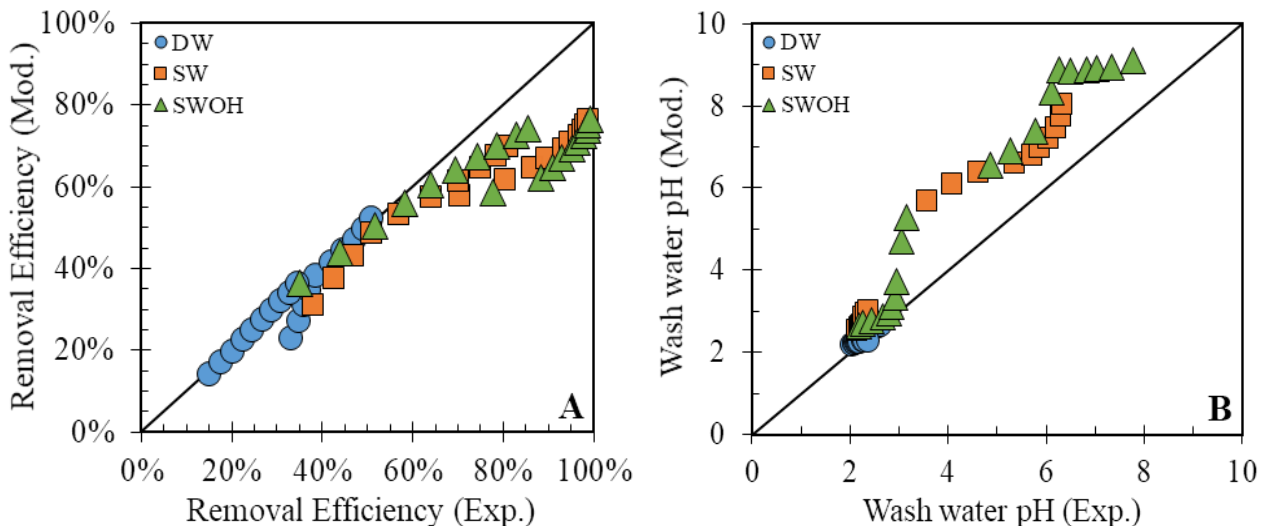 Removal Efficiency (Mod.)
100%
80%
60%
40%
20%
0%
DW
SW
SWOH
A
0%
20%
40%
60%
80%
100%
Removal Efficiency (Exp.)
Wash water pH (Mod.)
10
8
6
4
2
0
DW
SW
SWOH
B
0
2
4
6
8
10
Wash water pH (Exp.)